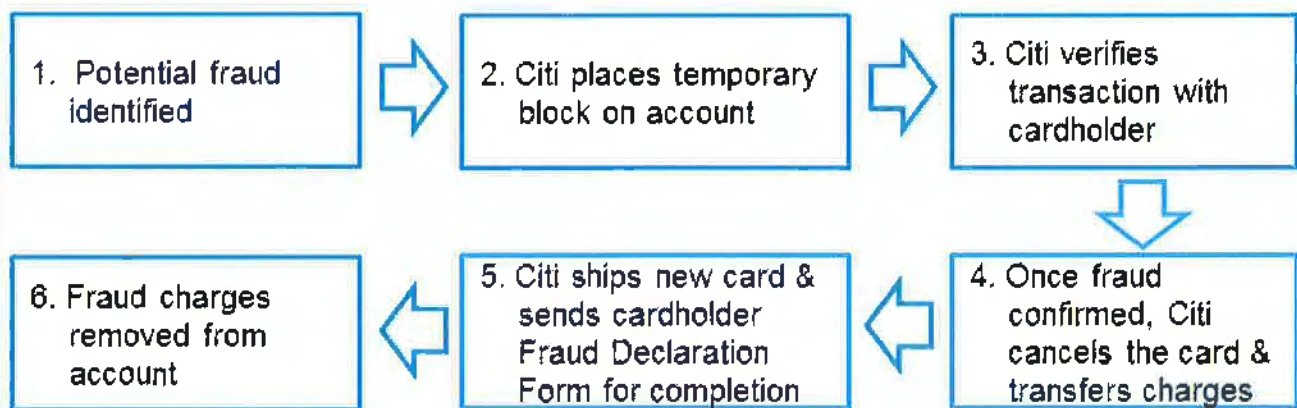 1. Potential fraud
identified
2. Citi places temporary
block on account
3. Citi verifies
transaction with
cardholder
4. Once fraud
confirmed, Citi
cancels the card &
transfers charges
5. Citi ships new card &
sends cardholder
Fraud Declaration
Form for completion
6. Fraud charges
removed from
account